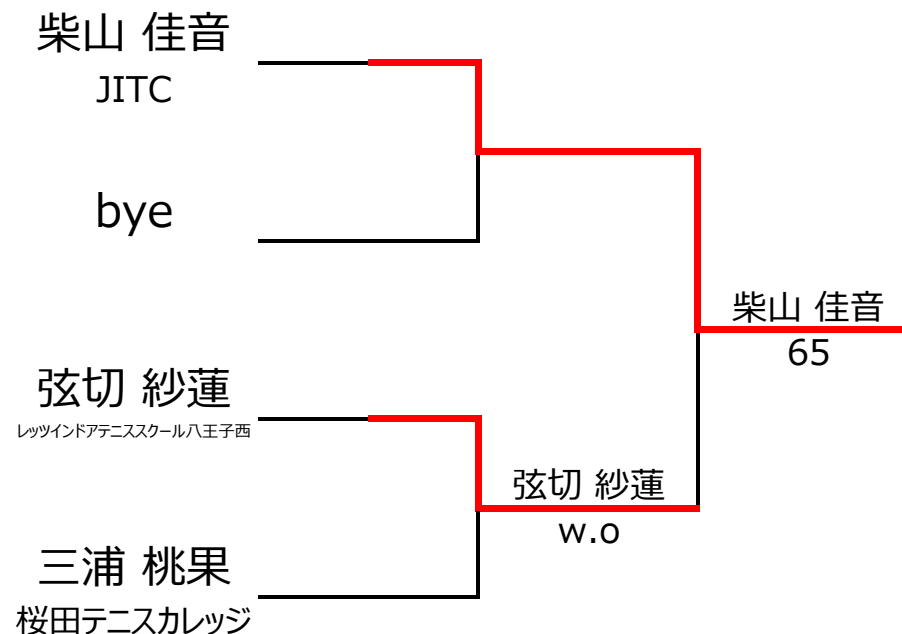 柴山 佳音
JITC
bye
弦切 紗蓮
レッツインドアテニススクール八王子西
三浦 桃果
桜田テニスカレッジ
弦切 紗蓮
w.o
柴山 佳音
65